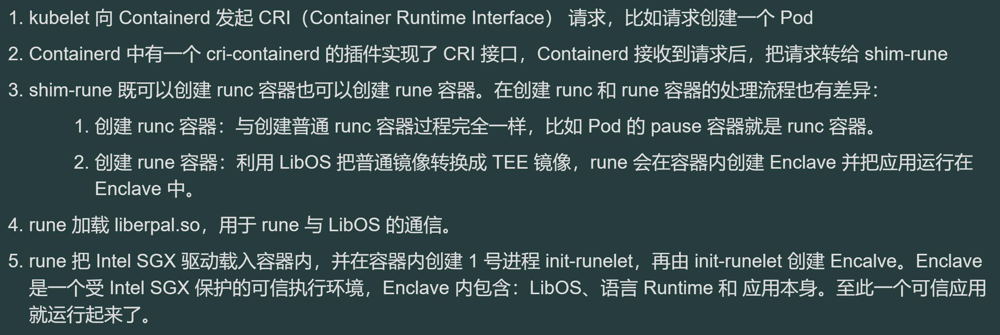 1. kubelet 向 Containerd 发起 CRI（Container Runtime Interface） 请求，比如请求创建一个 Pod
2. Containerd 中有一个 cri-containerd 的插件实现了 CRI 接口，Containerd 接收到请求后，把请求转给 shim-rune
3. shim-rune 既可以创建 runc 容器也可以创建 rune 容器。在创建 runc 和 rune 容器的处理流程也有差异：
1. 创建 runc 容器：与创建普通 runc 容器过程完全一样，比如 Pod 的 pause 容器就是 runc 容器。
2. 创建 rune 容器：利用 LibOS 把普通镜像转换成 TEE 镜像，rune 会在容器内创建 Enclave 并把应用运行在
Enclave 中。
4. rune 加载 liberpal.so，用于 rune 与 LibOS 的通信。
5. rune 把 Intel SGX 驱动载入容器内，并在容器内创建 1 号进程 init-runelet，再由 init-runelet 创建 Encalve。Enclave
是一个受 Intel SGX 保护的可信执行环境，Enclave 内包含：LibOS、语言 Runtime 和 应用本身。至此一个可信应用
就运行起来了。